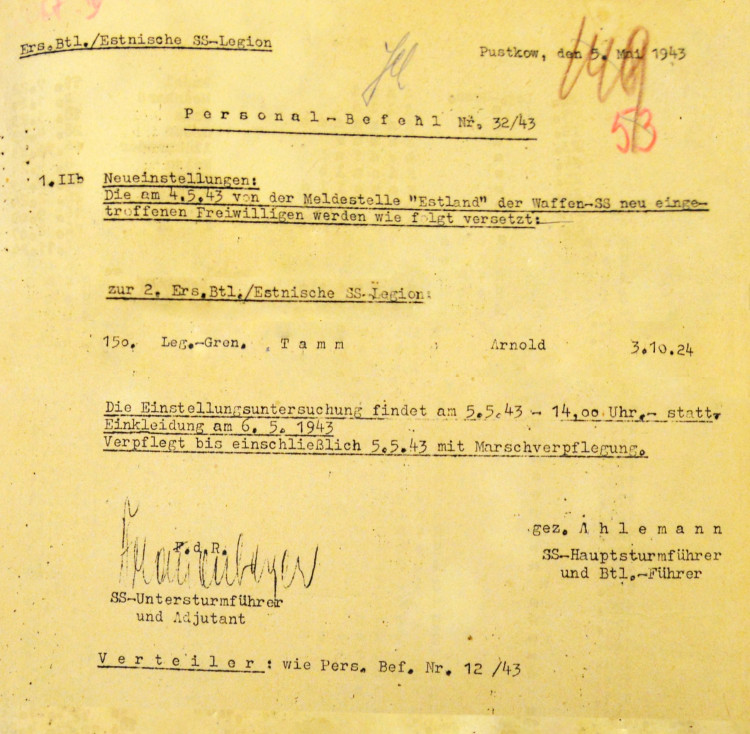 Ers.Btl./Estnische SS-Legion
Pustkow, den 5. Mai 1943
149
53
Personal-Befehl Nr. 32/43
1. IIb Neueinstellungen:
Die am 4.5.43 von der Meldestelle "Estland" der Waffen-SS neu einge-
troffenen Freiwilligen werden wie folgt versetzt:
zur 2. Ers.Btl./Estnische SS-Legion:
15o. Leg.-Gren. Tamm Arnold 3.10.24
Die Einstellungsuntersuchung findet am 5.5.43 - 14,oo Uhr.- statt.
Einkleidung am 6. 5. 1943
Verpflegt bis einschließlich 5.5.43 mit Marschverpflegung.
gez. Ahlemann
F.d.R.
SS-Hauptsturmführer
und Btl.-Führer
SS-Untersturmführer
und Adjutant
Verteiler: wie Pers. Bef. Nr. 12 /43